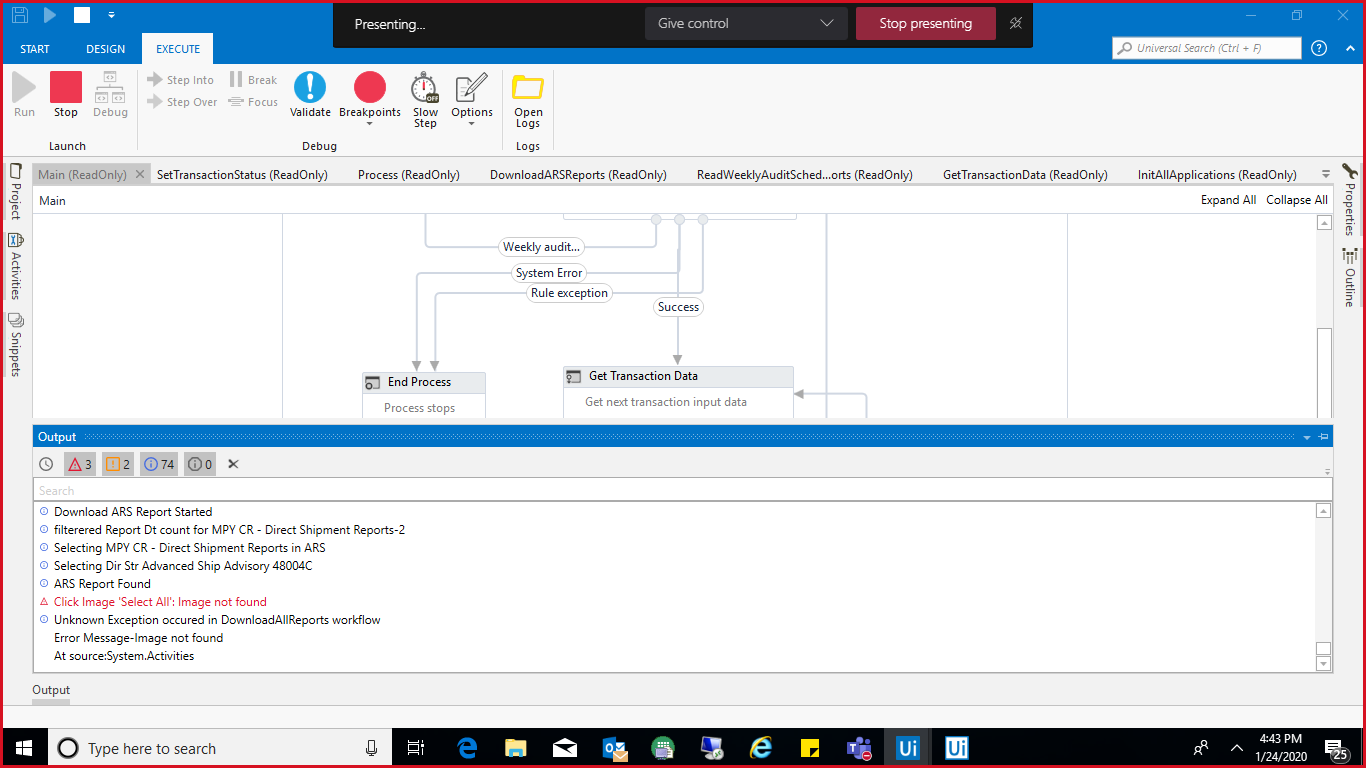 Presenting...
Give control
Stop presenting
START
DESIGN
EXECUTE
Universal Search (Ctrl + F)
?
Run
Stop
Debug
Step Into
Step Over
Break
Focus
Validate
Breakpoints
OFF
Slow
Step
Options
Open
Logs
Launch
Debug
Logs
Main (ReadOnly)
SetTransactionStatus (ReadOnly)
Process (ReadOnly)
DownloadARSReports (ReadOnly)
ReadWeeklyAuditSched...orts (ReadOnly)
GetTransactionData (ReadOnly)
InitAllApplications (ReadOnly)
Project
Activities
Snippets
Properties
Outline
Main
Expand All
Collapse All
Weekly audit...
System Error
Rule exception
Success
End Process
Process stops
Get Transaction Data
Get next transaction input data
Output
3
2
74
0
Search
Download ARS Report Started
filterered Report Dt count for MPY CR - Direct Shipment Reports-2
Selecting MPY CR - Direct Shipment Reports in ARS
Selecting Dir Str Advanced Ship Advisory 48004C
ARS Report Found
Click Image 'Select All': Image not found
Unknown Exception occured in DownloadAllReports workflow
Error Message-Image not found
At source:System.Activities
Output
Type here to search
Ui
Ui
4:43 PM
1/24/2020
25